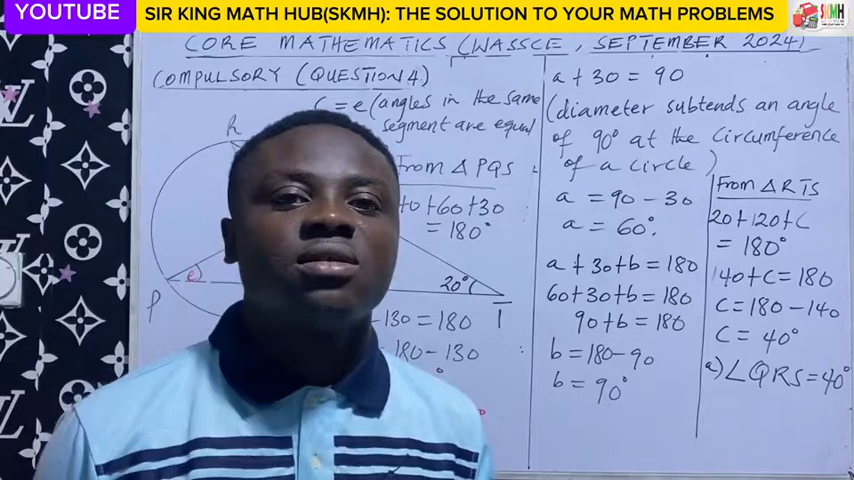 YOUTUBE
SIR KING MATH HUB(SKMH): THE SOLUTION TO YOUR MATH PROBLEMS
CORE MATHEMATICS (WASSCE, SEPTEMBER 2024)
COMPULSORY (QUESTION 4)
C = e (angles in the same
segment are equal
R
e
P
20°
T
From △PQS
+60+30
= 180°
-130 = 180
180-130
a + 30 = 90
(diameter subtends an angle
of 90° at the circumference
of a circle)
a = 90 - 30
a = 60°.
a + 30 + b = 180
60+30+b = 180
90+b = 180
b = 180-90
b = 90°
From △RTS
20+120+C
= 180°
140+C = 180
C = 180-140
C = 40°
a) ∠QRS = 40°